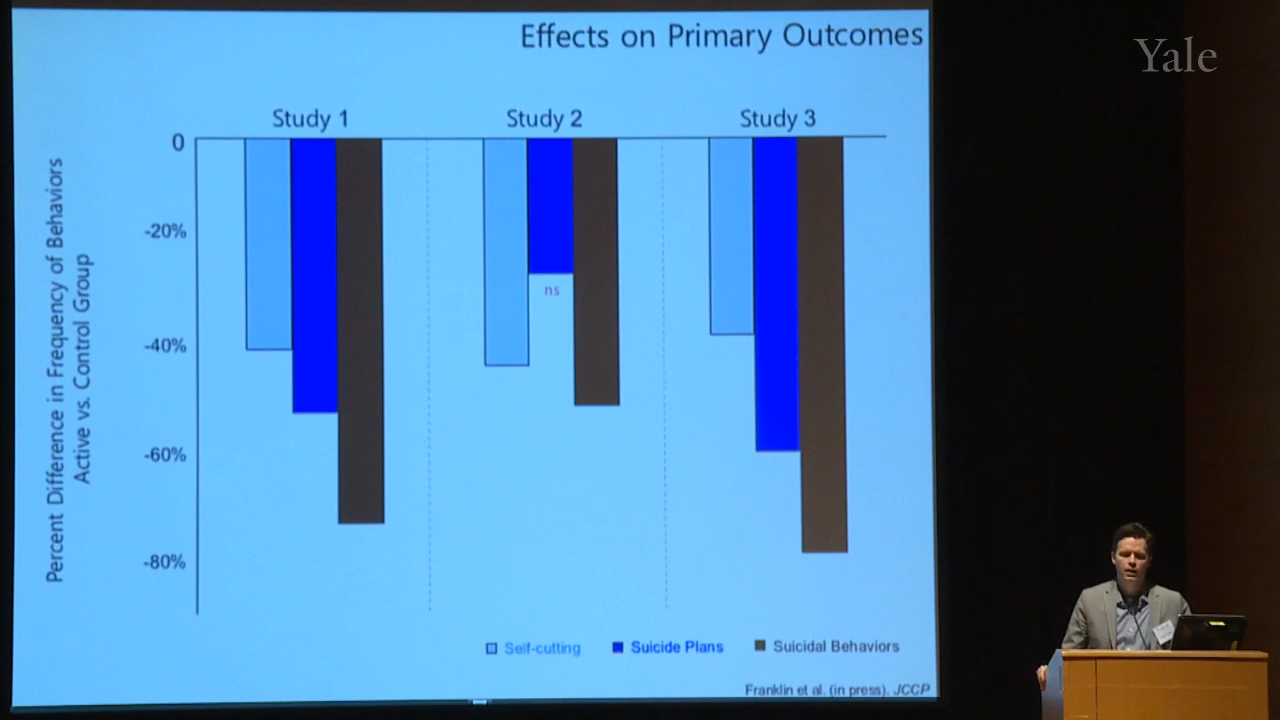 Effects on Primary Outcomes
Yale
Study 1
Study 2
Study 3
0
-20%
-40%
-60%
-80%
Percent Difference in Frequency of Behaviors
Active vs. Control Group
ns
Self-cutting
Suicide Plans
Suicidal Behaviors
Franklin et al. (in press). JCCP